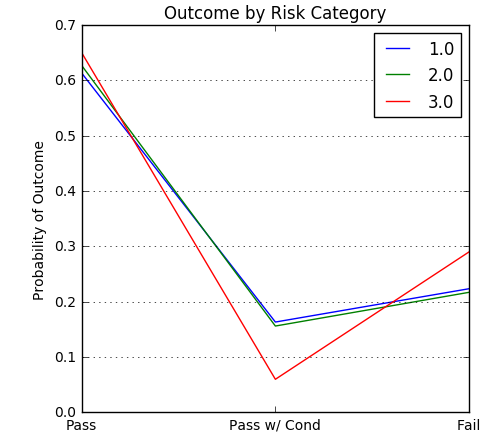 Outcome by Risk Category
Probability of Outcome
0.7
0.6
0.5
0.4
0.3
0.2
0.1
0.0
1.0
2.0
3.0
Pass
Pass w/ Cond
Fail